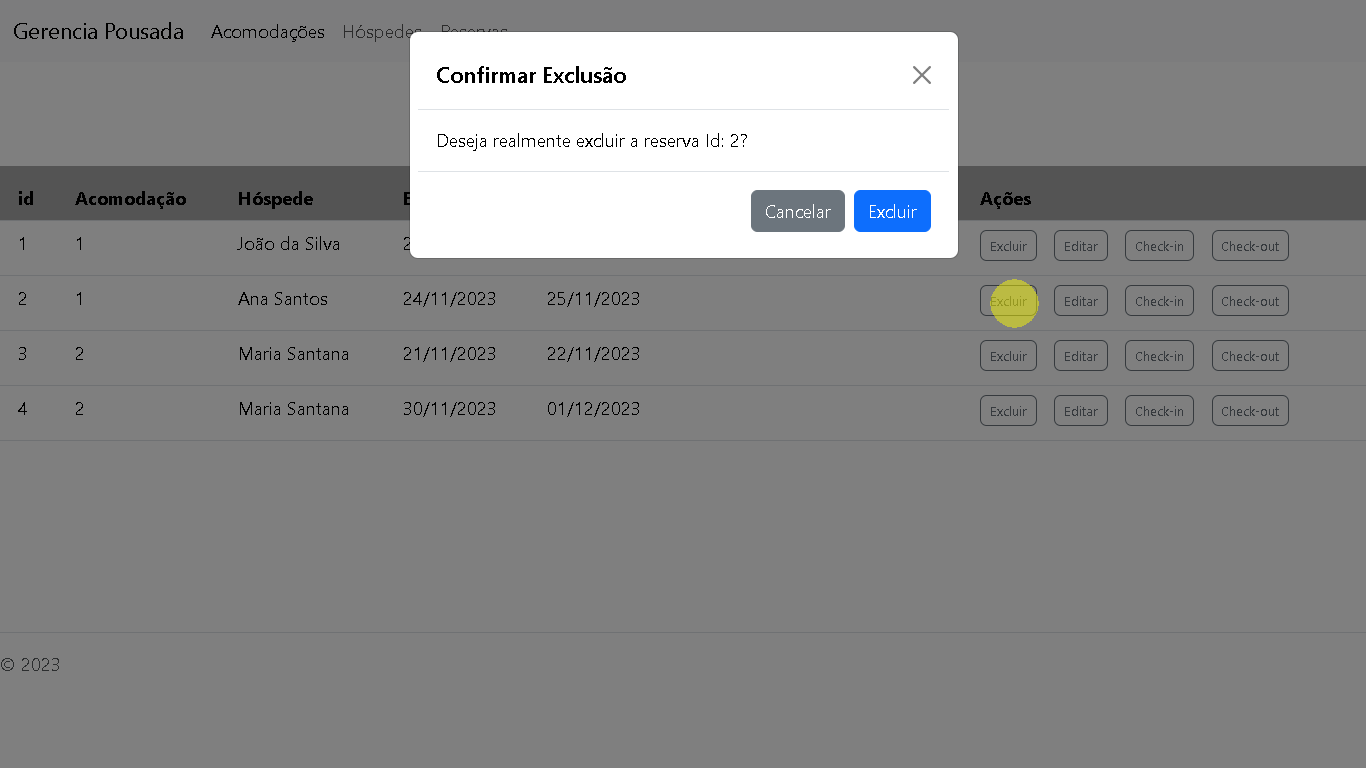 Gerencia Pousada Acomodações Hóspedes Reservas
Confirmar Exclusão
Deseja realmente excluir a reserva Id: 2?
Cancelar Excluir
id Acomodação Hóspede Ações
1 1 João da Silva Excluir Editar Check-in Check-out
2 1 Ana Santos 24/11/2023 25/11/2023 Excluir Editar Check-in Check-out
3 2 Maria Santana 21/11/2023 22/11/2023 Excluir Editar Check-in Check-out
4 2 Maria Santana 30/11/2023 01/12/2023 Excluir Editar Check-in Check-out
© 2023